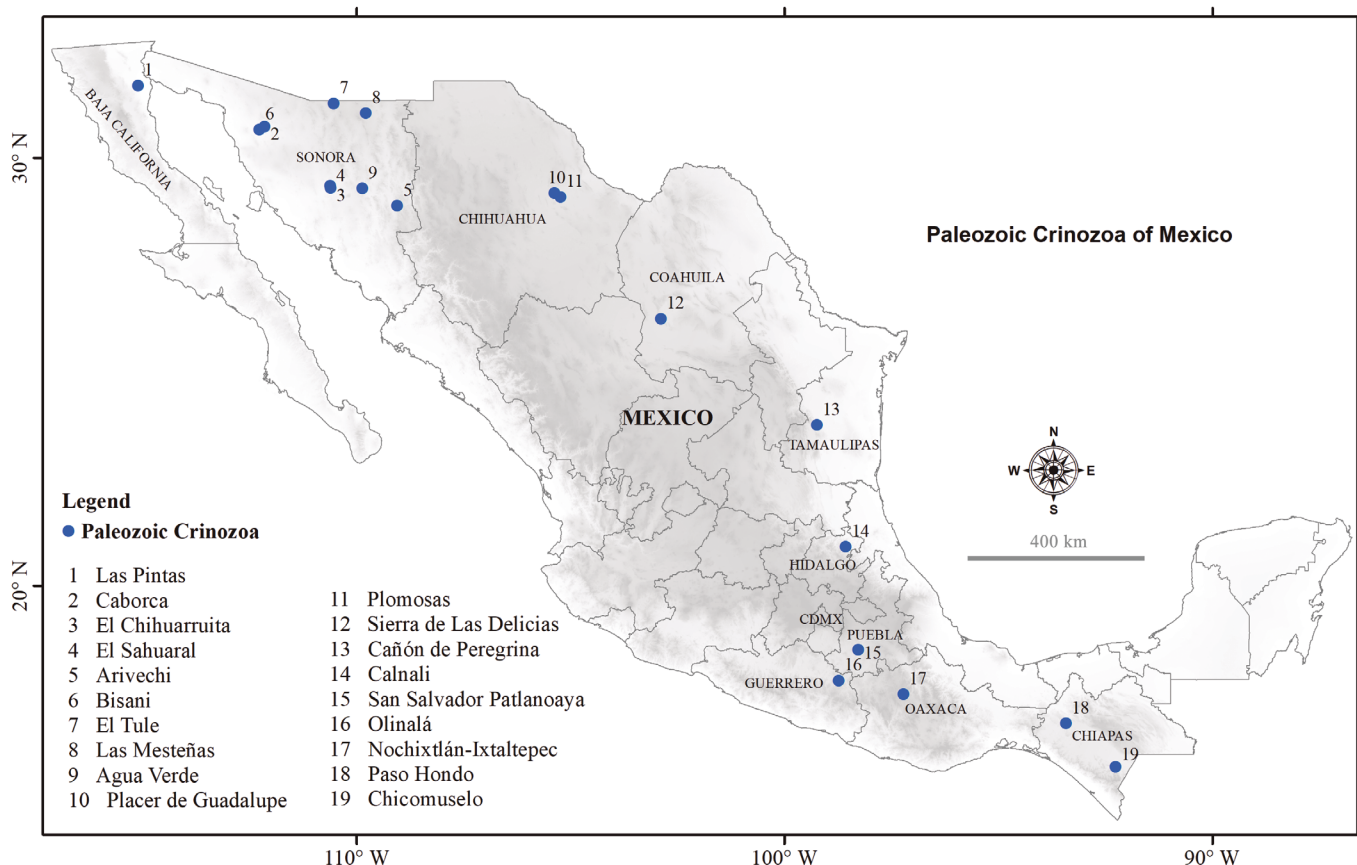 1
7
8
6
2
BAJA CALIFORNIA
30° N
SONORA
4
9
3
5
10
11
CHIHUAHUA
Paleozoic Crinozoa of Mexico
COAHUILA
12
MEXICO
13
TAMAULIPAS
N
W
E
S
400 km
14
HIDALGO
20° N
CDMX
PUEBLA
15
16
GUERRERO
17
OAXACA
18
CHIAPAS
19
Legend
Paleozoic Crinozoa
1 Las Pintas
2 Caborca
3 El Chihuarruita
4 El Sahuaral
5 Arivechi
6 Bisani
7 El Tule
8 Las Mesteñas
9 Agua Verde
10 Placer de Guadalupe
11 Plomosas
12 Sierra de Las Delicias
13 Cañón de Peregrina
14 Calnali
15 San Salvador Patlanoaya
16 Olinalá
17 Nochixtlán-Ixtaltepec
18 Paso Hondo
19 Chicomuselo
110° W
100° W
90° W